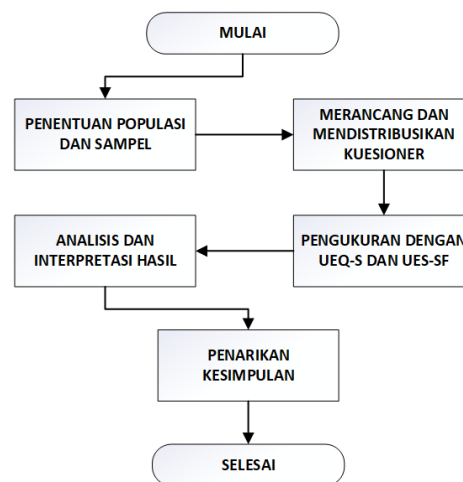 MULAI
PENENTUAN POPULASI
DAN SAMPEL
MERANCANG DAN
MENDISTRIBUSIKAN
KUESIONER
PENGUKURAN DENGAN
UEQ-S DAN UES-SF
ANALISIS DAN
INTERPRETASI HASIL
PENARIKAN
KESIMPULAN
SELESAI